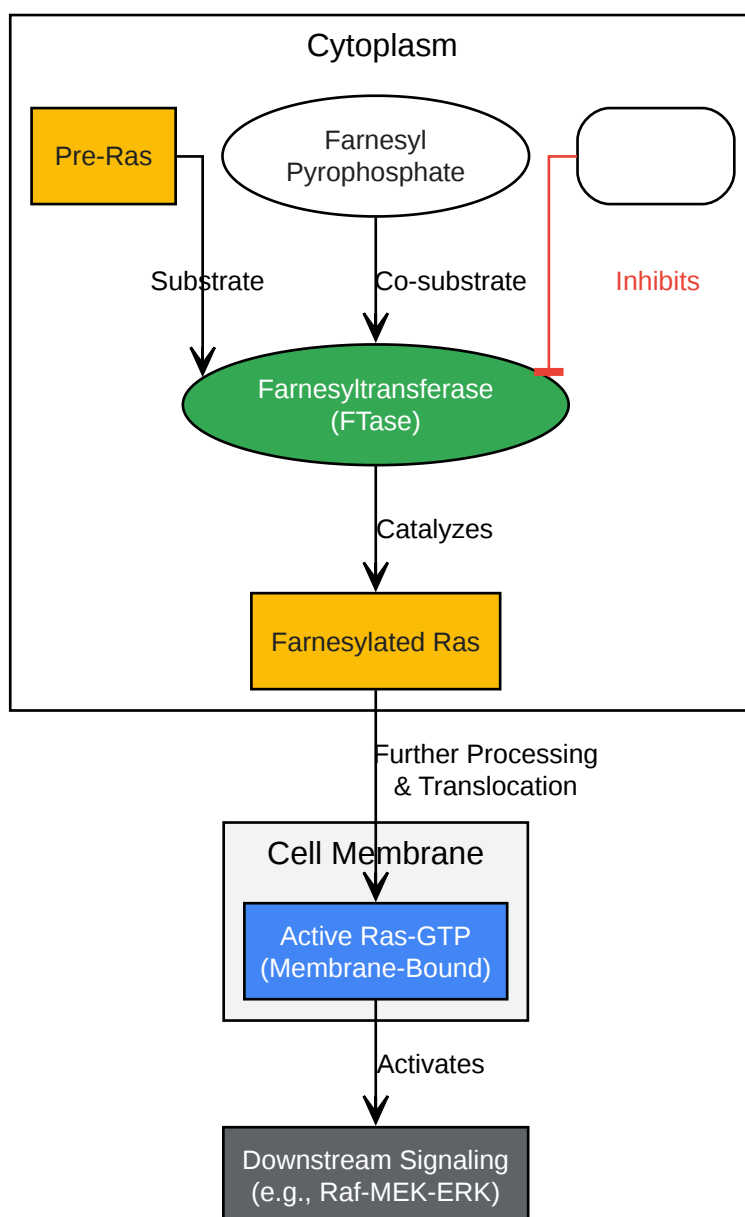 Cytoplasm
Pre-Ras
Farnesyl
Pyrophosphate
Substrate
Co-substrate
Inhibits
Farnesyltransferase
(FTase)
Catalyzes
Farnesylated Ras
Further Processing
& Translocation
Cell Membrane
Active Ras-GTP
(Membrane-Bound)
Activates
Downstream Signaling
(e.g., Raf-MEK-ERK)